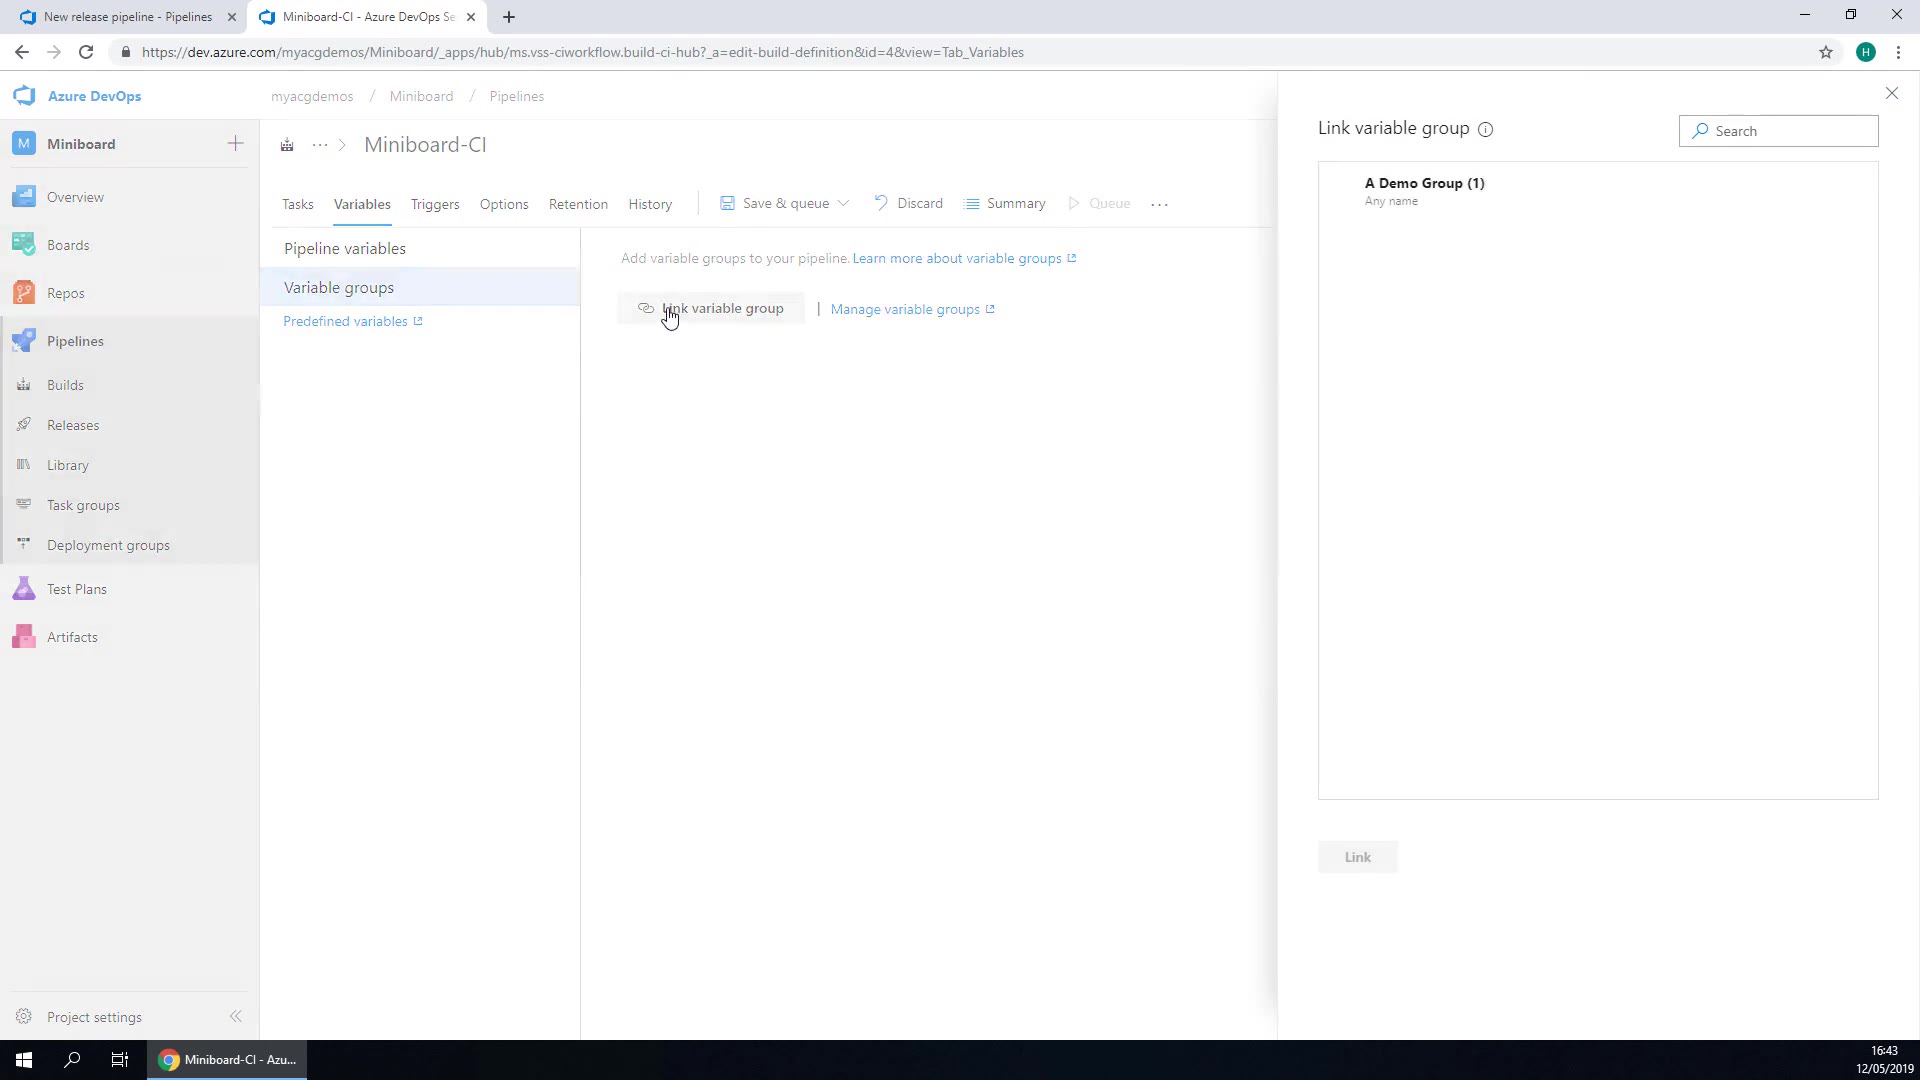 New release pipeline - Pipelines
Miniboard-CI - Azure DevOps Se
https://dev.azure.com/myacgdemos/Miniboard/_apps/hub/ms.vss-ciworkflow.build-ci-hub?_a=edit-build-definition&id=4&view=Tab_Variables
H
Azure DevOps
myacgdemos / Miniboard / Pipelines
M Miniboard
Miniboard-CI
Link variable group
Search
Overview
Boards
Repos
Pipelines
Builds
Releases
Library
Task groups
Deployment groups
Test Plans
Artifacts
Project settings
Tasks Variables Triggers Options Retention History
Save & queue Discard Summary Queue ...
Pipeline variables
Variable groups
Predefined variables
Add variable groups to your pipeline. Learn more about variable groups
Link variable group | Manage variable groups
A Demo Group (1)
Any name
Link
Miniboard-CI - Azu...
16:43
12/05/2019